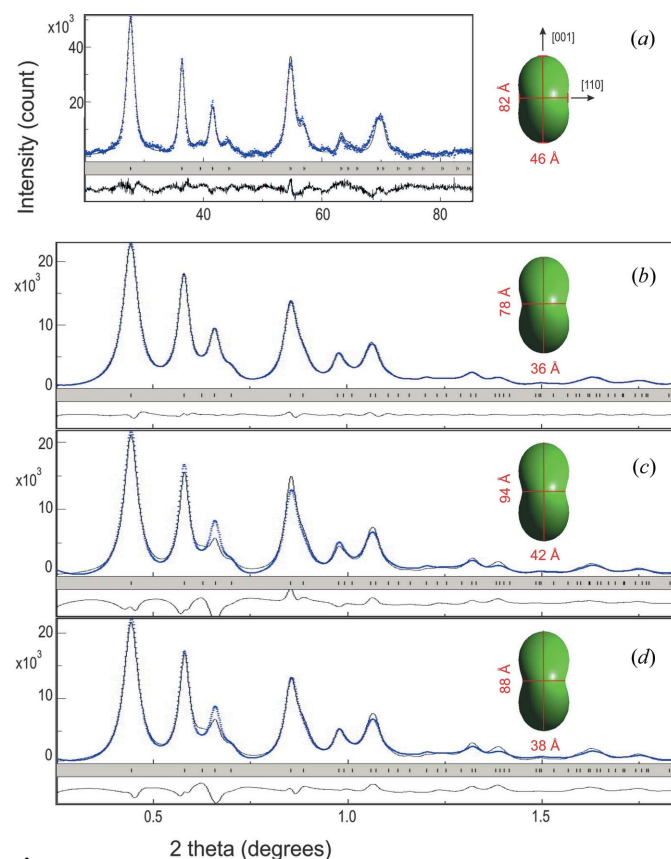 x10³
40
20
40
60
80
Intensity (count)
(a)
[001]
[110]
82 Å
46 Å
20
x10³
10
0
(b)
78 Å
36 Å
20
x10³
10
0
(c)
94 Å
42 Å
20
x10³
10
0
(d)
88 Å
38 Å
0.5
1.0
1.5
2 theta (degrees)